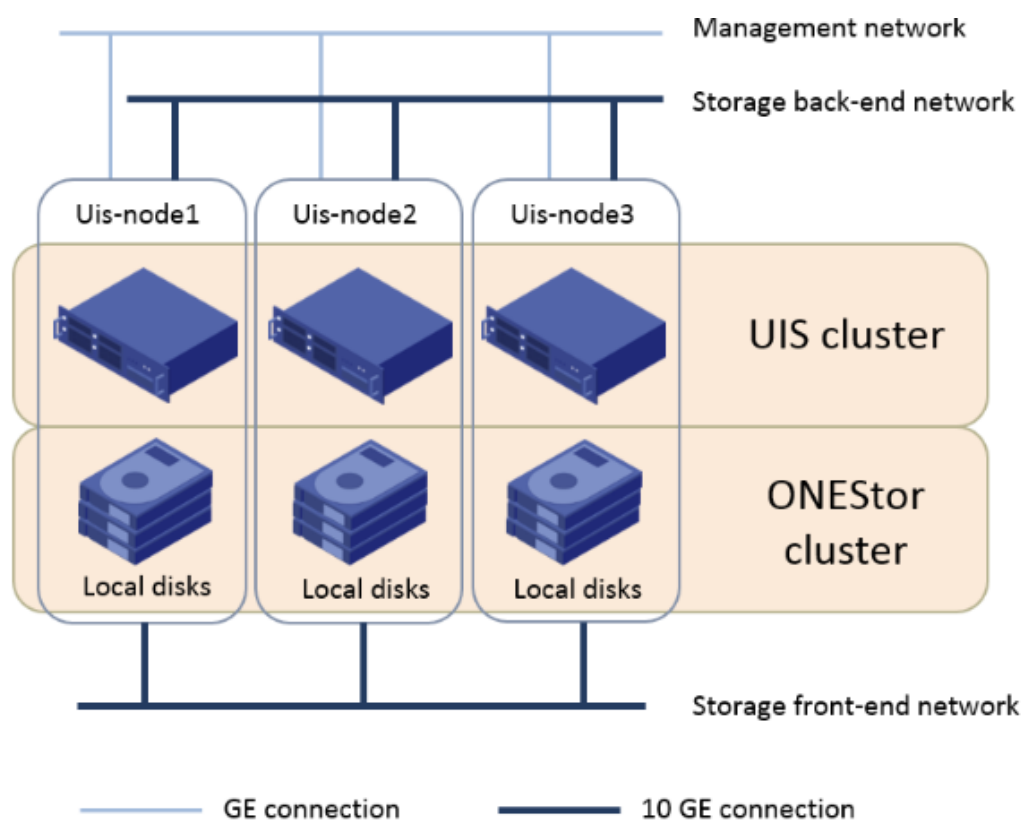 Management network
Storage back-end network
Uis-node1
Uis-node2
Uis-node3
UIS cluster
ONEStor
cluster
Local disks
Local disks
Local disks
Storage front-end network
GE connection
10 GE connection